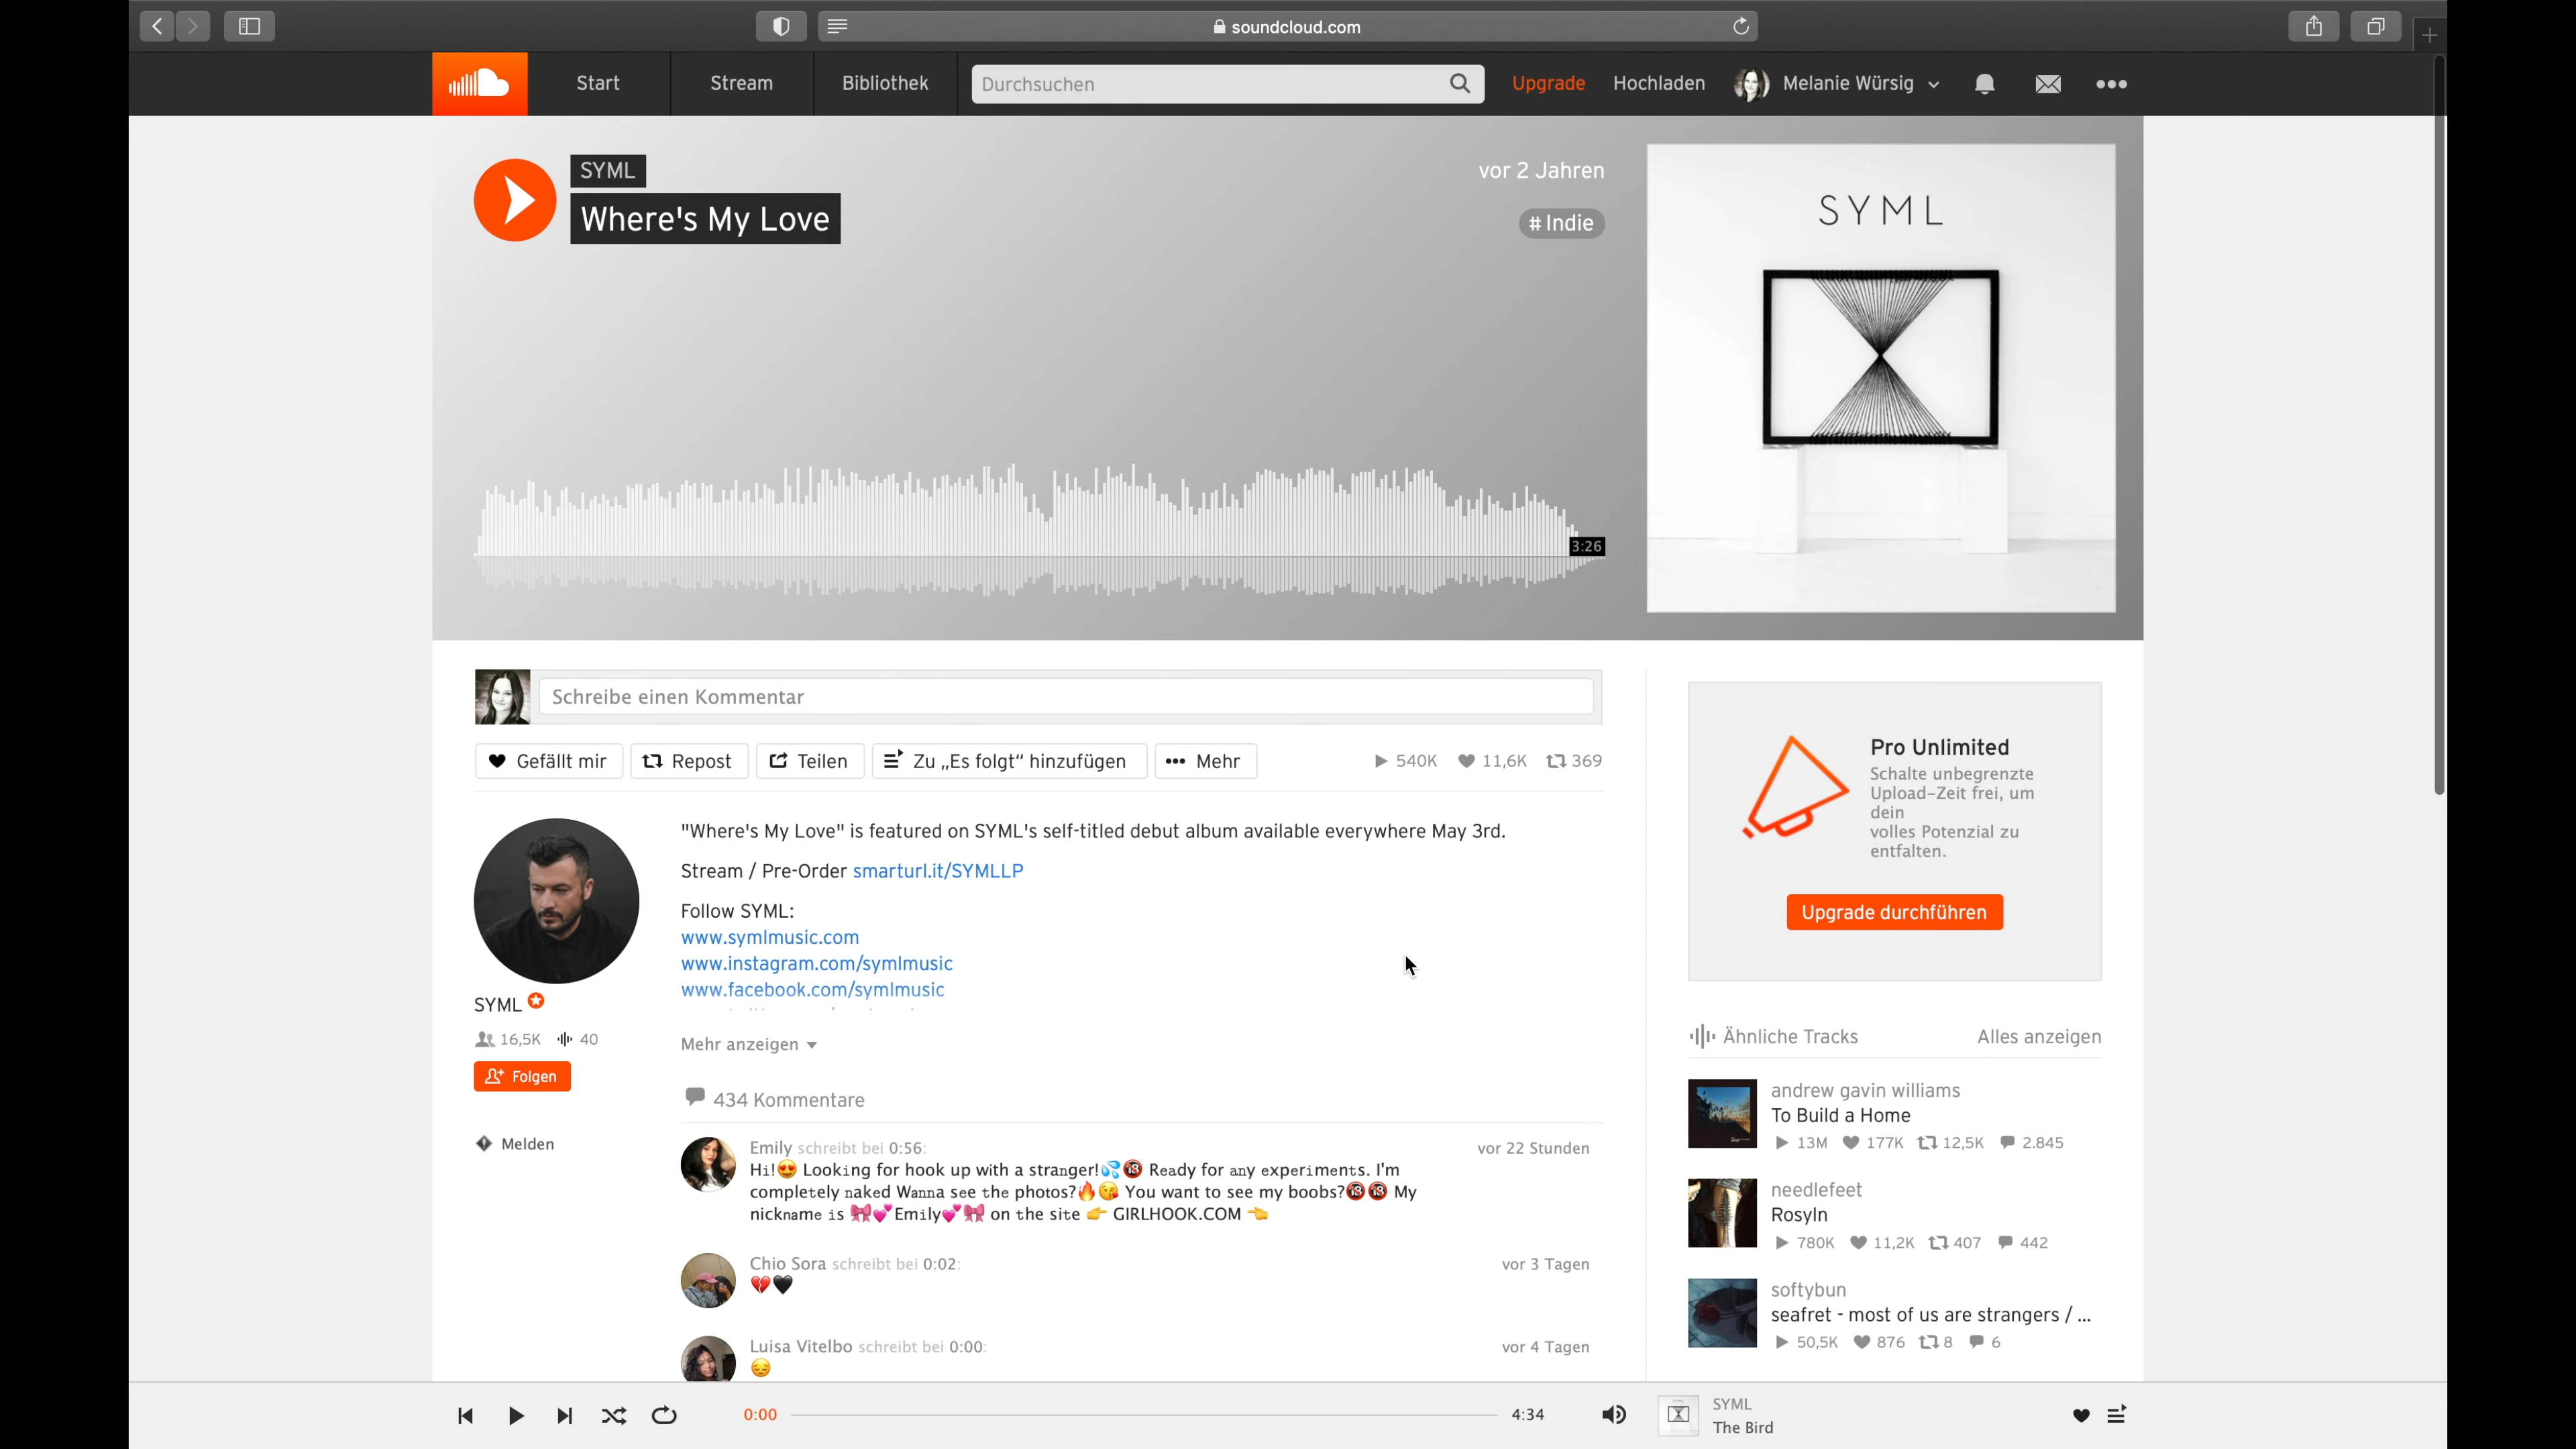 soundcloud.com
Start
Stream
Bibliothek
Durchsuchen
Upgrade
Hochladen
Melanie Würsig
SYML
Where's My Love
vor 2 Jahren
# Indie
SYML
3:26
Schreibe einen Kommentar
Gefällt mir
Repost
Teilen
Zu „Es folgt“ hinzufügen
Mehr
540K
11,6K
369
"Where's My Love" is featured on SYML's self-titled debut album available everywhere May 3rd.
Stream / Pre-Order smarturl.it/SYMLLP
Follow SYML:
www.symlmusic.com
www.instagram.com/symlmusic
www.facebook.com/symlmusic
SYML
16,5K 40
Folgen
Melden
Mehr anzeigen
434 Kommentare
Emily schreibt bei 0:56:
vor 22 Stunden
Hi!😍 Looking for hook up with a stranger!💦🔞 Ready for any experiments. I'm
completely naked Wanna see the photos?🔥😘 You want to see my boobs?🔞🔞 My
nickname is 🎀💕Emily💕🎀 on the site 👉 GIRLHOOK.COM 👈
Chio Sora schreibt bei 0:02:
vor 3 Tagen
💔🖤
Luisa Vitelbo schreibt bei 0:00:
vor 4 Tagen
😔
Pro Unlimited
Schalte unbegrenzte
Upload-Zeit frei, um
dein
volles Potenzial zu
entfalten.
Upgrade durchführen
Ähnliche Tracks
Alles anzeigen
andrew gavin williams
To Build a Home
13M 177K 12,5K 2.845
needlefeet
Rosyln
780K 11,2K 407 442
softybun
seafret - most of us are strangers / ...
50,5K 876 8 6
0:00
4:34
SYML
The Bird